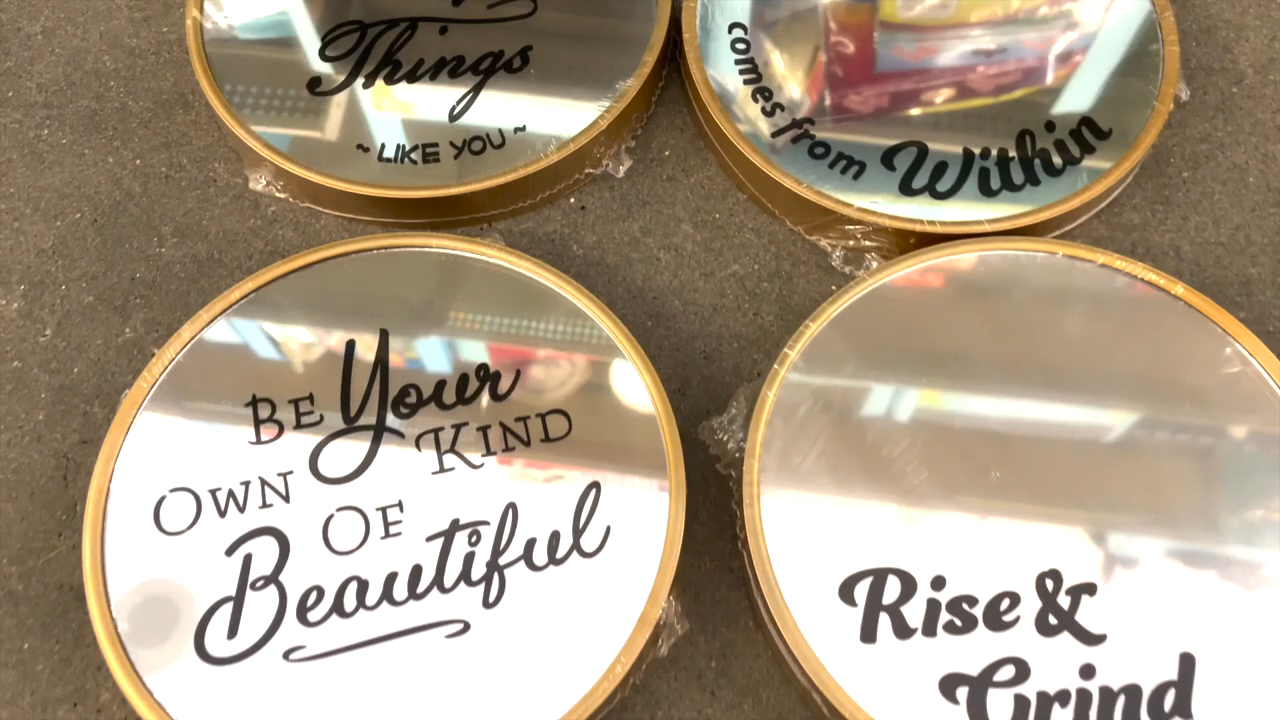 Things
~ LIKE YOU ~
comes from Within
BE Your
OWN KIND
OF
Beautiful
Rise &
Grind